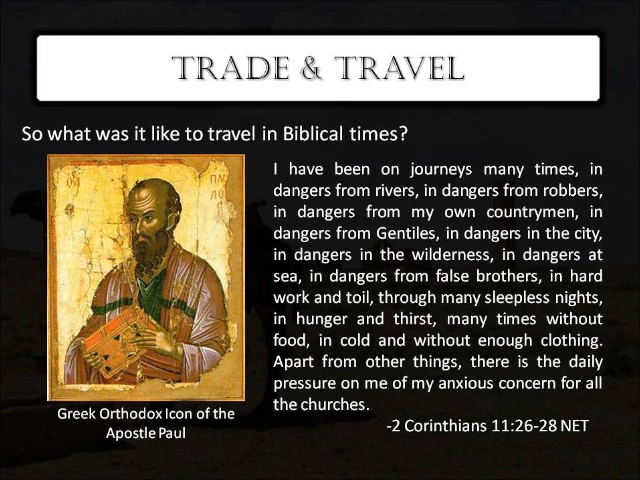 TRADE & TRAVEL
So what was it like to travel in Biblical times?
I have been on journeys many times, in
dangers from rivers, in dangers from robbers,
in dangers from my own countrymen, in
dangers from Gentiles, in dangers in the city,
in dangers in the wilderness, in dangers at
sea, in dangers from false brothers, in hard
work and toil, through many sleepless nights,
in hunger and thirst, many times without
food, in cold and without enough clothing.
Apart from other things, there is the daily
pressure on me of my anxious concern for all
the churches.
-2 Corinthians 11:26-28 NET
Greek Orthodox Icon of the
Apostle Paul